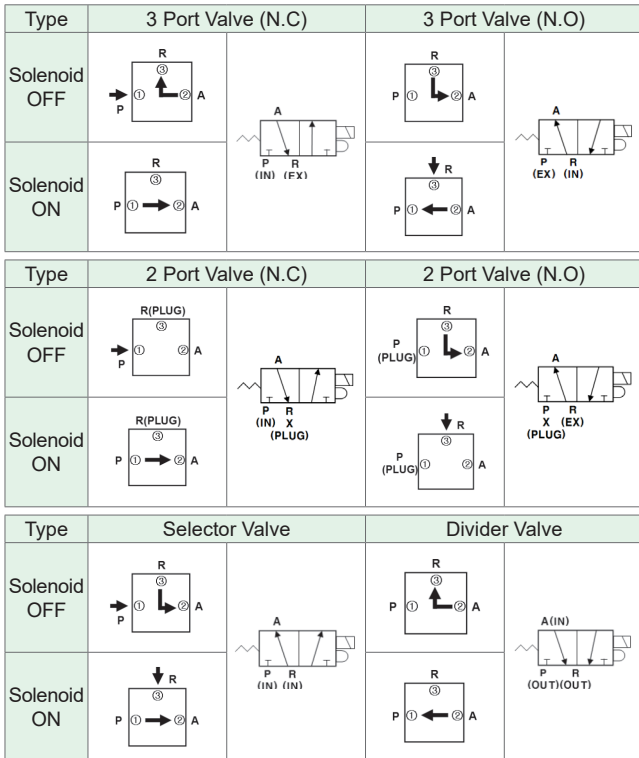 Type 3 Port Valve (N.C) 3 Port Valve (N.O)
Solenoid OFF
R
③
P ① ② A
A
P R
(IN) (EX)
R
③
P ① ② A
A
P R
(EX) (IN)
Solenoid ON
R
③
P ① ② A
R
③
P ① ② A
Type 2 Port Valve (N.C) 2 Port Valve (N.O)
Solenoid OFF
R(PLUG)
③
① ② A
P
A
P R
(IN) X
(PLUG)
R
③
P
(PLUG) ① ② A
A
P R
X (EX)
(PLUG)
Solenoid ON
R(PLUG)
③
P ① ② A
R
③
P
(PLUG) ① ② A
Type Selector Valve Divider Valve
Solenoid OFF
R
③
① ② A
P
A
P R
(IN) (IN)
R
③
P ① ② A
A(IN)
P R
(OUT)(OUT)
Solenoid ON
R
③
P ① ② A
R
③
P ① ② A